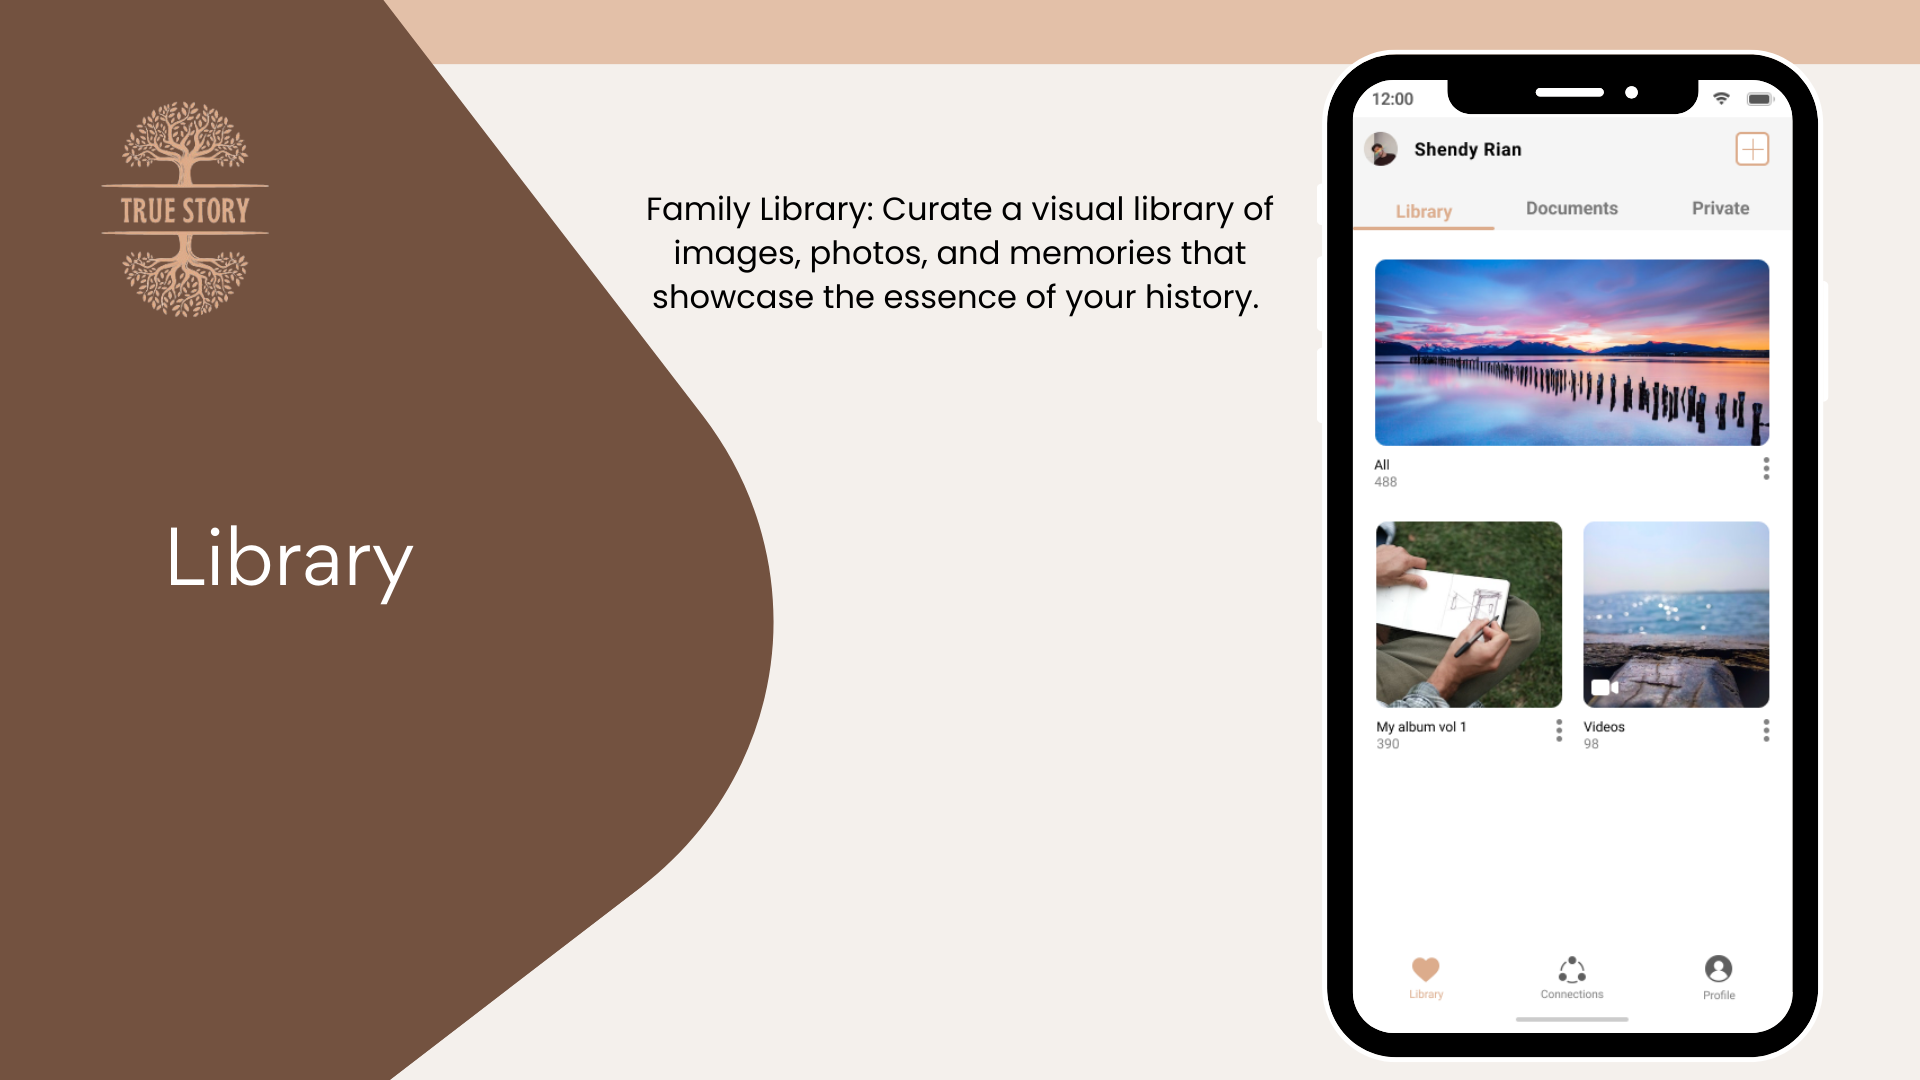 TRUE STORY
Library
Family Library: Curate a visual library of
images, photos, and memories that
showcase the essence of your history.
12:00
Shendy Rian
Library
Documents
Private
All
488
My album vol 1
390
Videos
98
Library
Connections
Profile